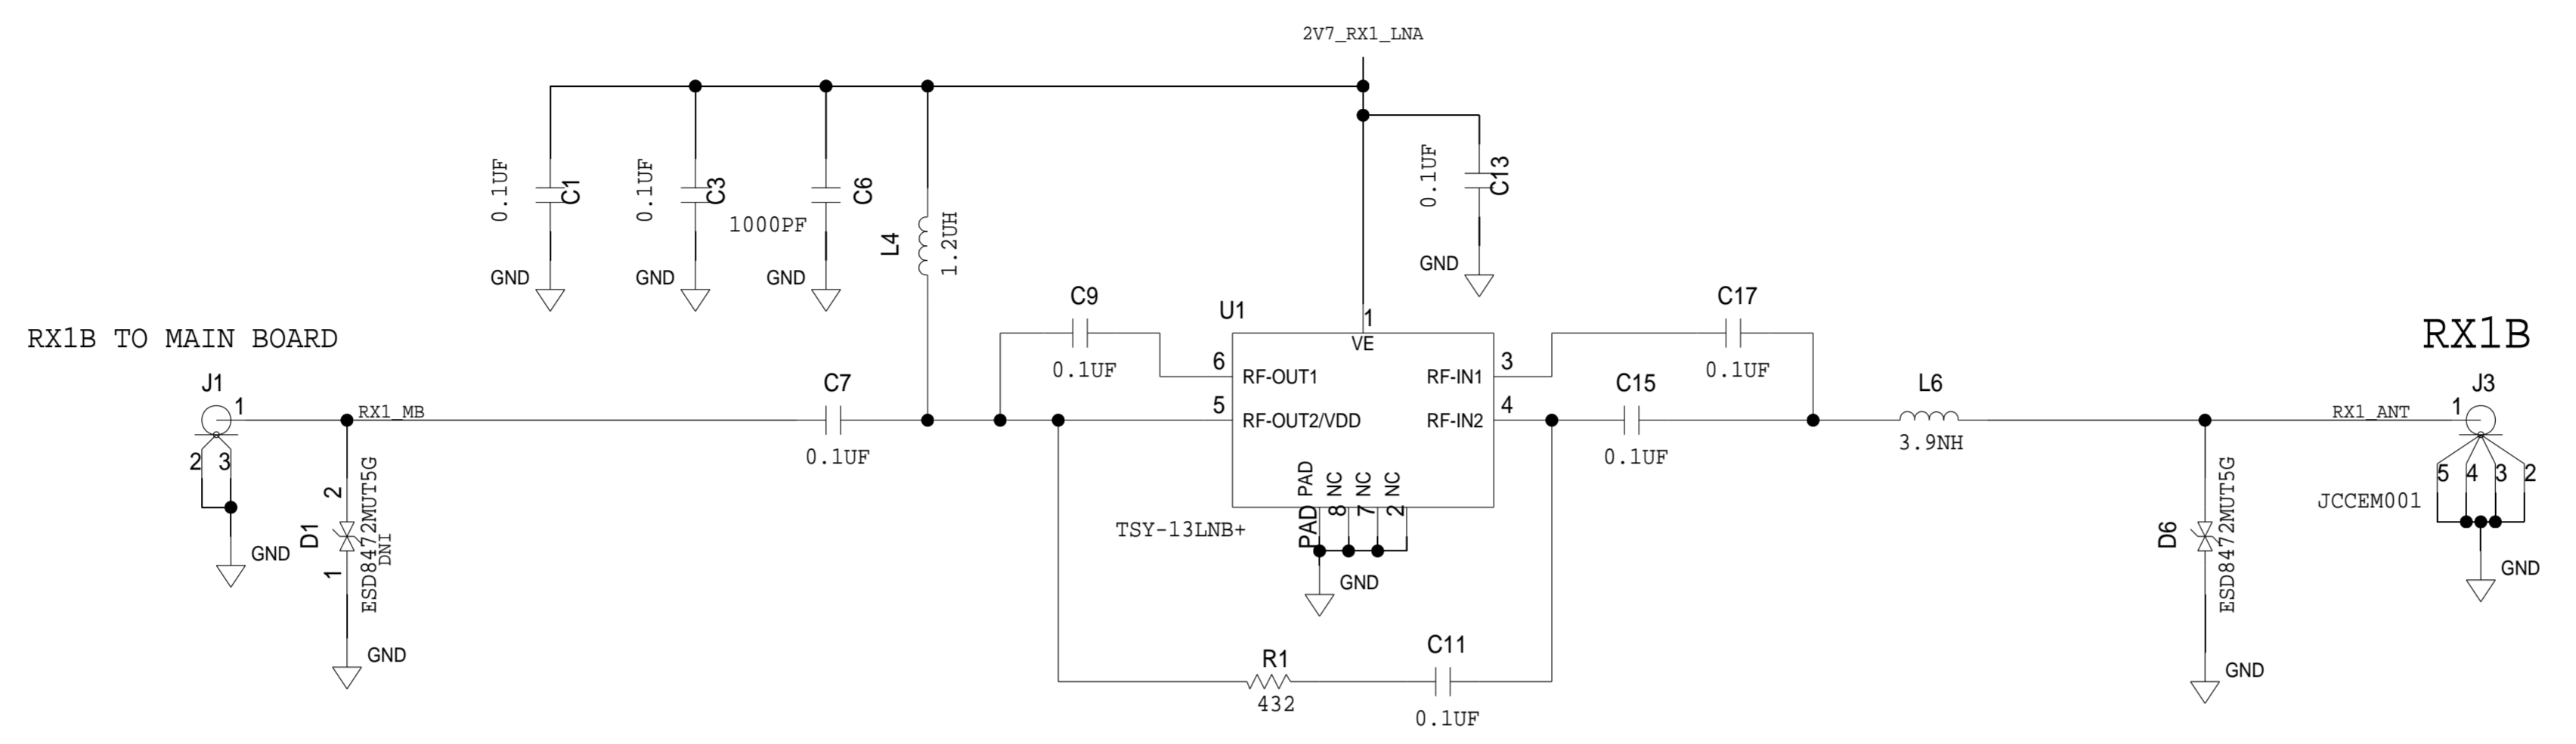 2V7_RX1_LNA
0.1UF
C1
GND
0.1UF
C3
GND
1000PF
C6
GND
L4
1.2UH
0.1UF
C13
GND
RX1B TO MAIN BOARD
J1
1
2
3
GND
RX1_MB
2
D1
1
ESD8472MUT5G
DNI
GND
C7
0.1UF
C9
0.1UF
U1
1
VE
6
RF-OUT1
5
RF-OUT2/VDD
RF-IN1
3
RF-IN2
4
PAD
NC
NC
NC
PAD
8
7
2
TSY-13LNB+
GND
R1
432
C11
0.1UF
C17
0.1UF
C15
0.1UF
L6
3.9NH
RX1B
J3
RX1_ANT
1
5
4
3
2
JCCEM001
GND
D6
ESD8472MUT5G
GND